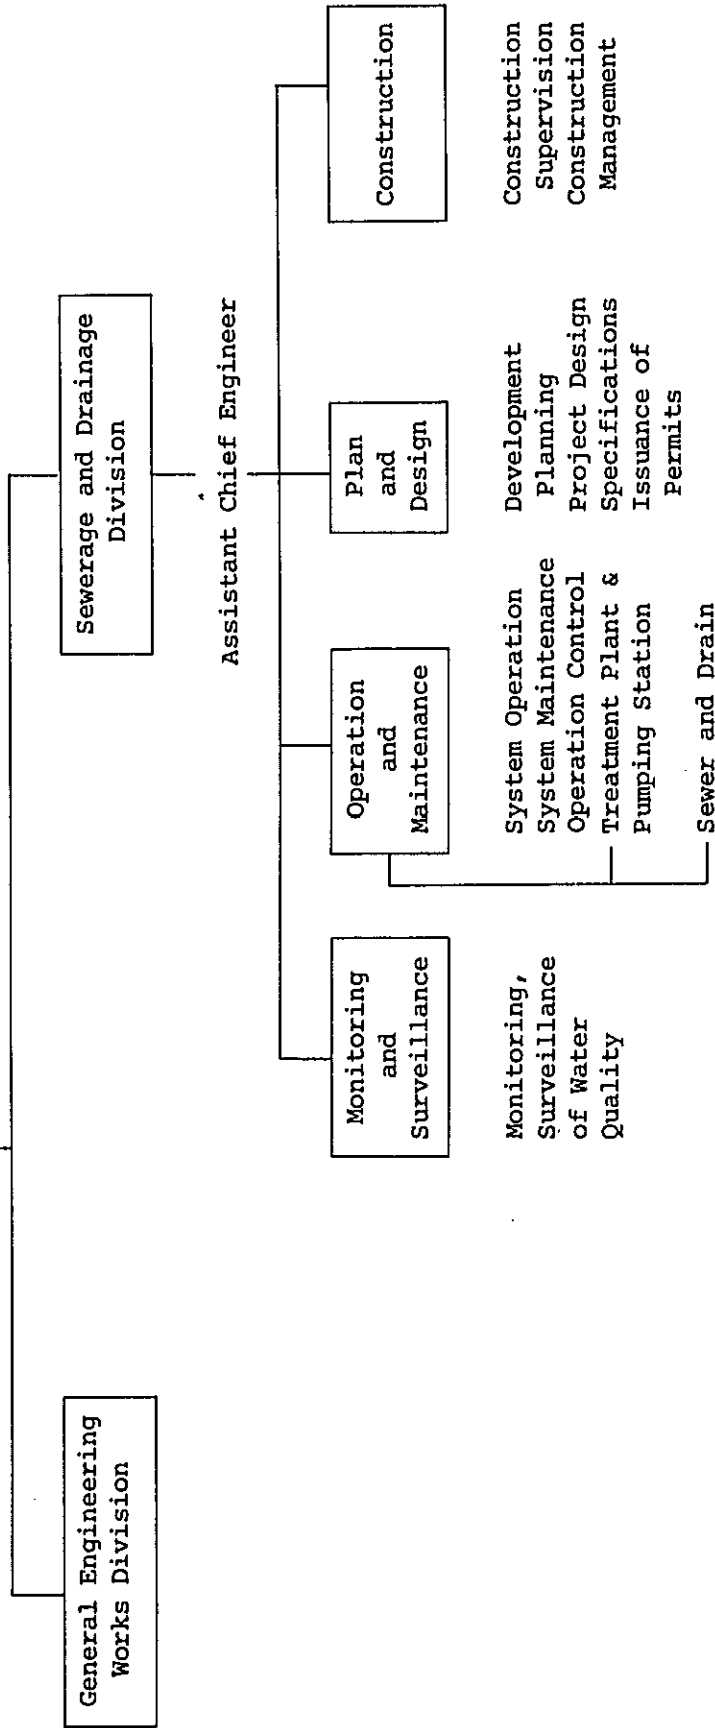 General Engineering
Works Division
Sewerage and Drainage
Division
Assistant Chief Engineer
Monitoring
and
Surveillance
Operation
and
Maintenance
Plan
and
Design
Construction
Monitoring,
Surveillance
of Water
Quality
System Operation
System Maintenance
Operation Control
Treatment Plant &
Pumping Station
Sewer and Drain
Development
Planning
Project Design
Specifications
Issuance of
Permits
Construction
Supervision
Construction
Management